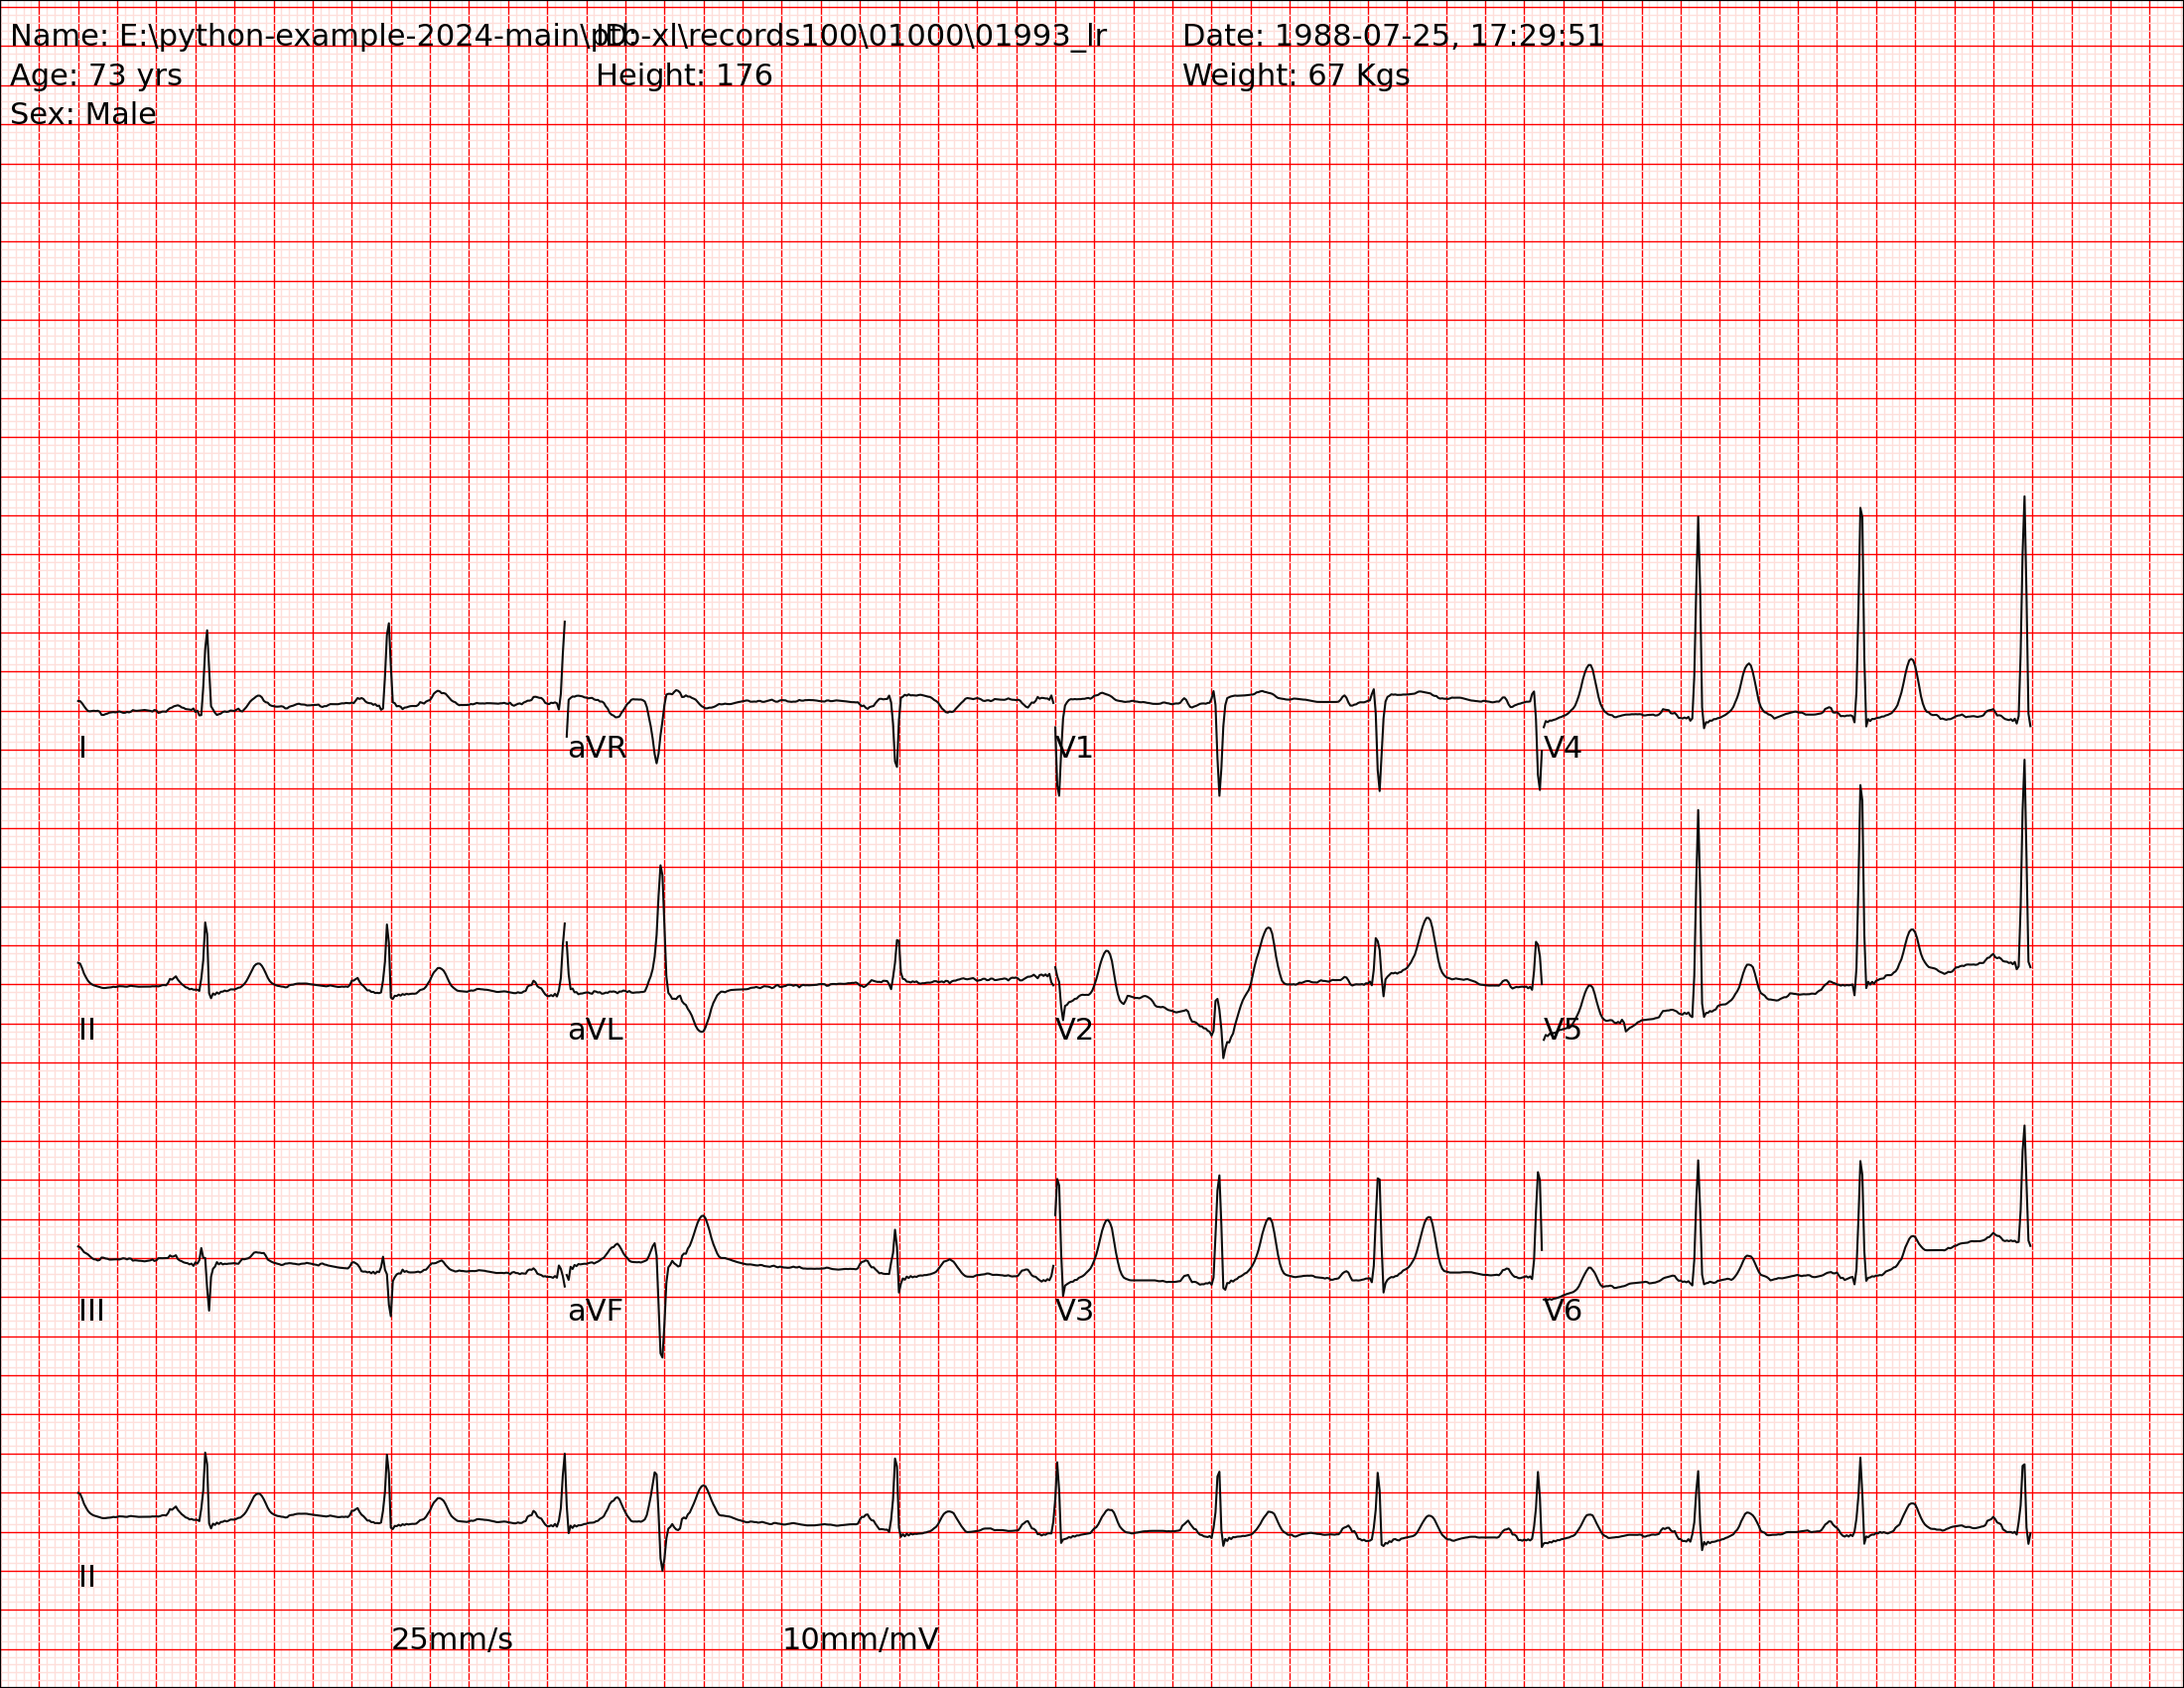 Name: E:\python-example-2024-main\ptb-xl\records100\01000\01993_lr ID: Date: 1988-07-25, 17:29:51
Age: 73 yrs Height: 176 Weight: 67 Kgs
Sex: Male
I aVR V1 V4
II aVL V2 V5
III aVF V3 V6
II
25mm/s 10mm/mV